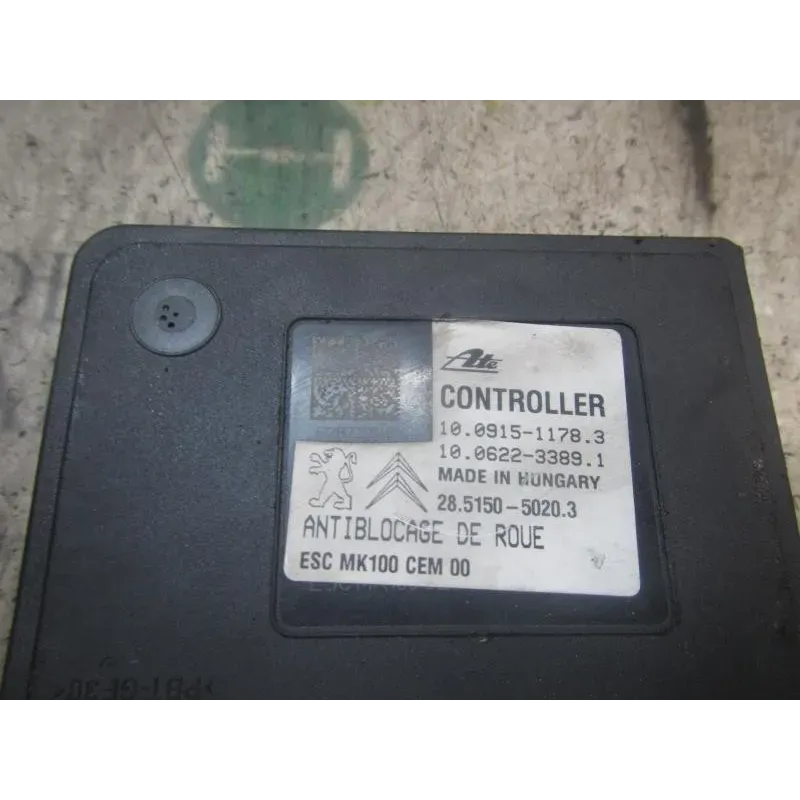 Ate
CONTROLLER
10.0915-1178.3
10.0622-3389.1
MADE IN HUNGARY
28.5150-5020.3
ANTIBLOCAGE DE ROUE
ESC MK100 CEM 00